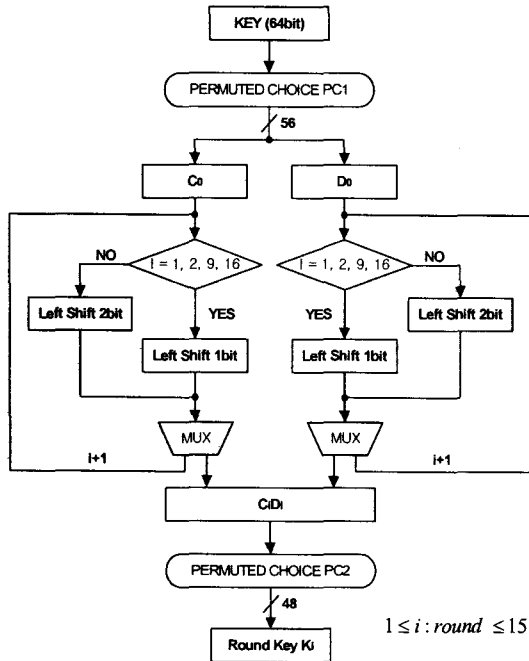 KEY (64bit)
PERMUTED CHOICE PC1
56
C0
D0
NO
I = 1, 2, 9, 16
I = 1, 2, 9, 16
NO
Left Shift 2bit
YES
YES
Left Shift 2bit
Left Shift 1bit
Left Shift 1bit
MUX
MUX
i+1
i+1
CiDi
PERMUTED CHOICE PC2
48
Round Key Ki
1 ≤ i : round ≤ 15